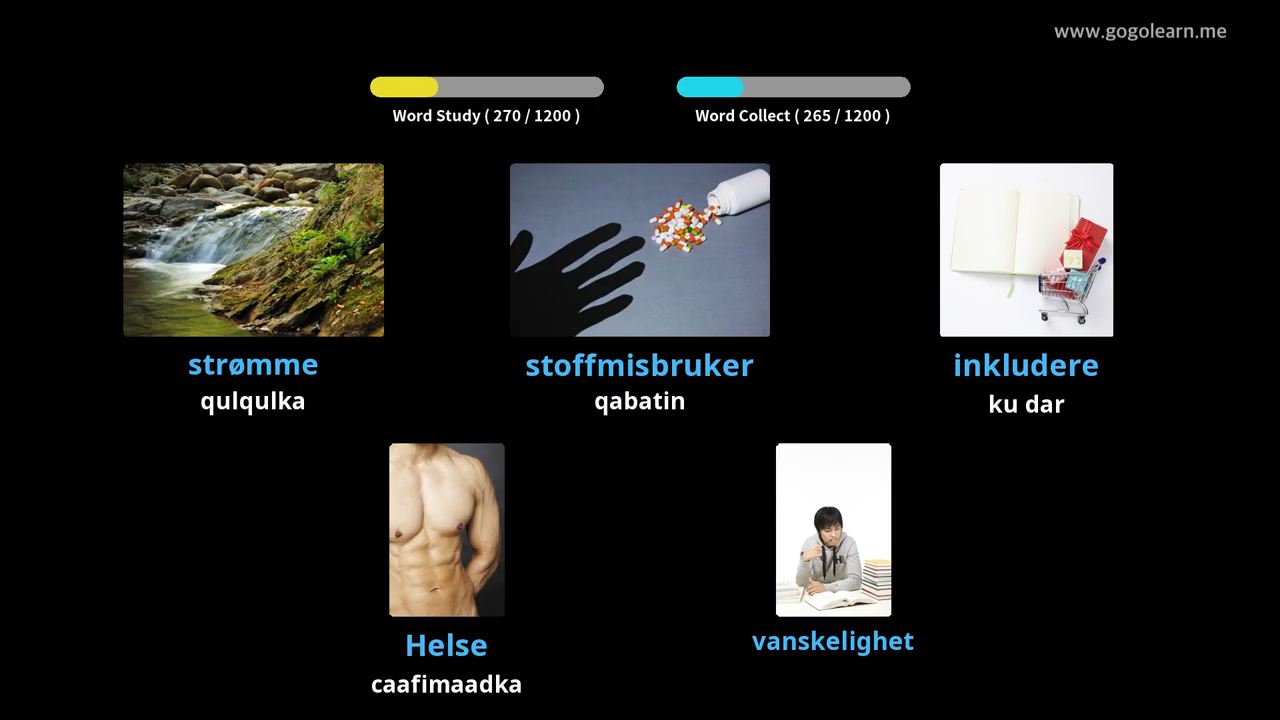 www.gogolearn.me
Word Study ( 270 / 1200 )
Word Collect ( 265 / 1200 )
strømme
qulqulka
stoffmisbruker
qabatin
inkludere
ku dar
Helse
caafimaadka
vanskelighet